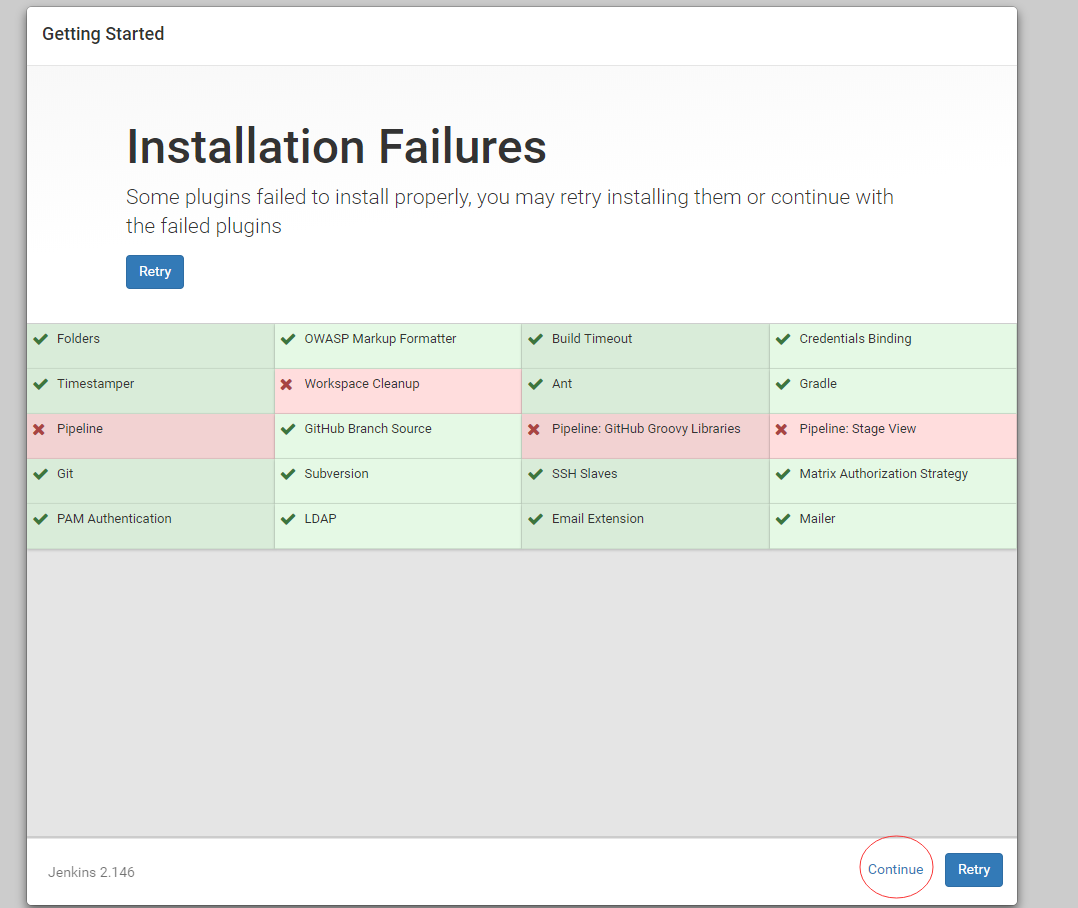 Getting Started
Installation Failures
Some plugins failed to install properly, you may retry installing them or continue with
the failed plugins
Retry
Folders
OWASP Markup Formatter
Build Timeout
Credentials Binding
Timestamper
Workspace Cleanup
Ant
Gradle
Pipeline
GitHub Branch Source
Pipeline: GitHub Groovy Libraries
Pipeline: Stage View
Git
Subversion
SSH Slaves
Matrix Authorization Strategy
PAM Authentication
LDAP
Email Extension
Mailer
Jenkins 2.146
Continue
Retry